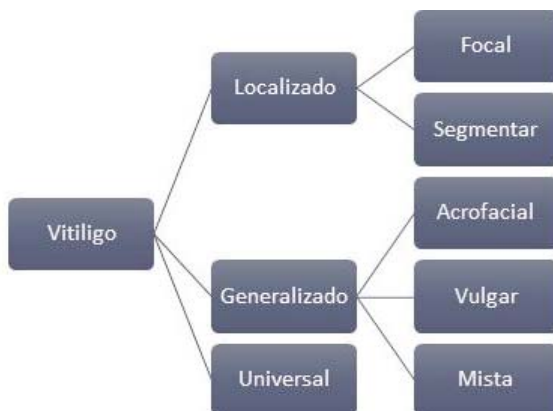 Vitiligo
Localizado
Focal
Segmentar
Generalizado
Acrofacial
Vulgar
Mista
Universal